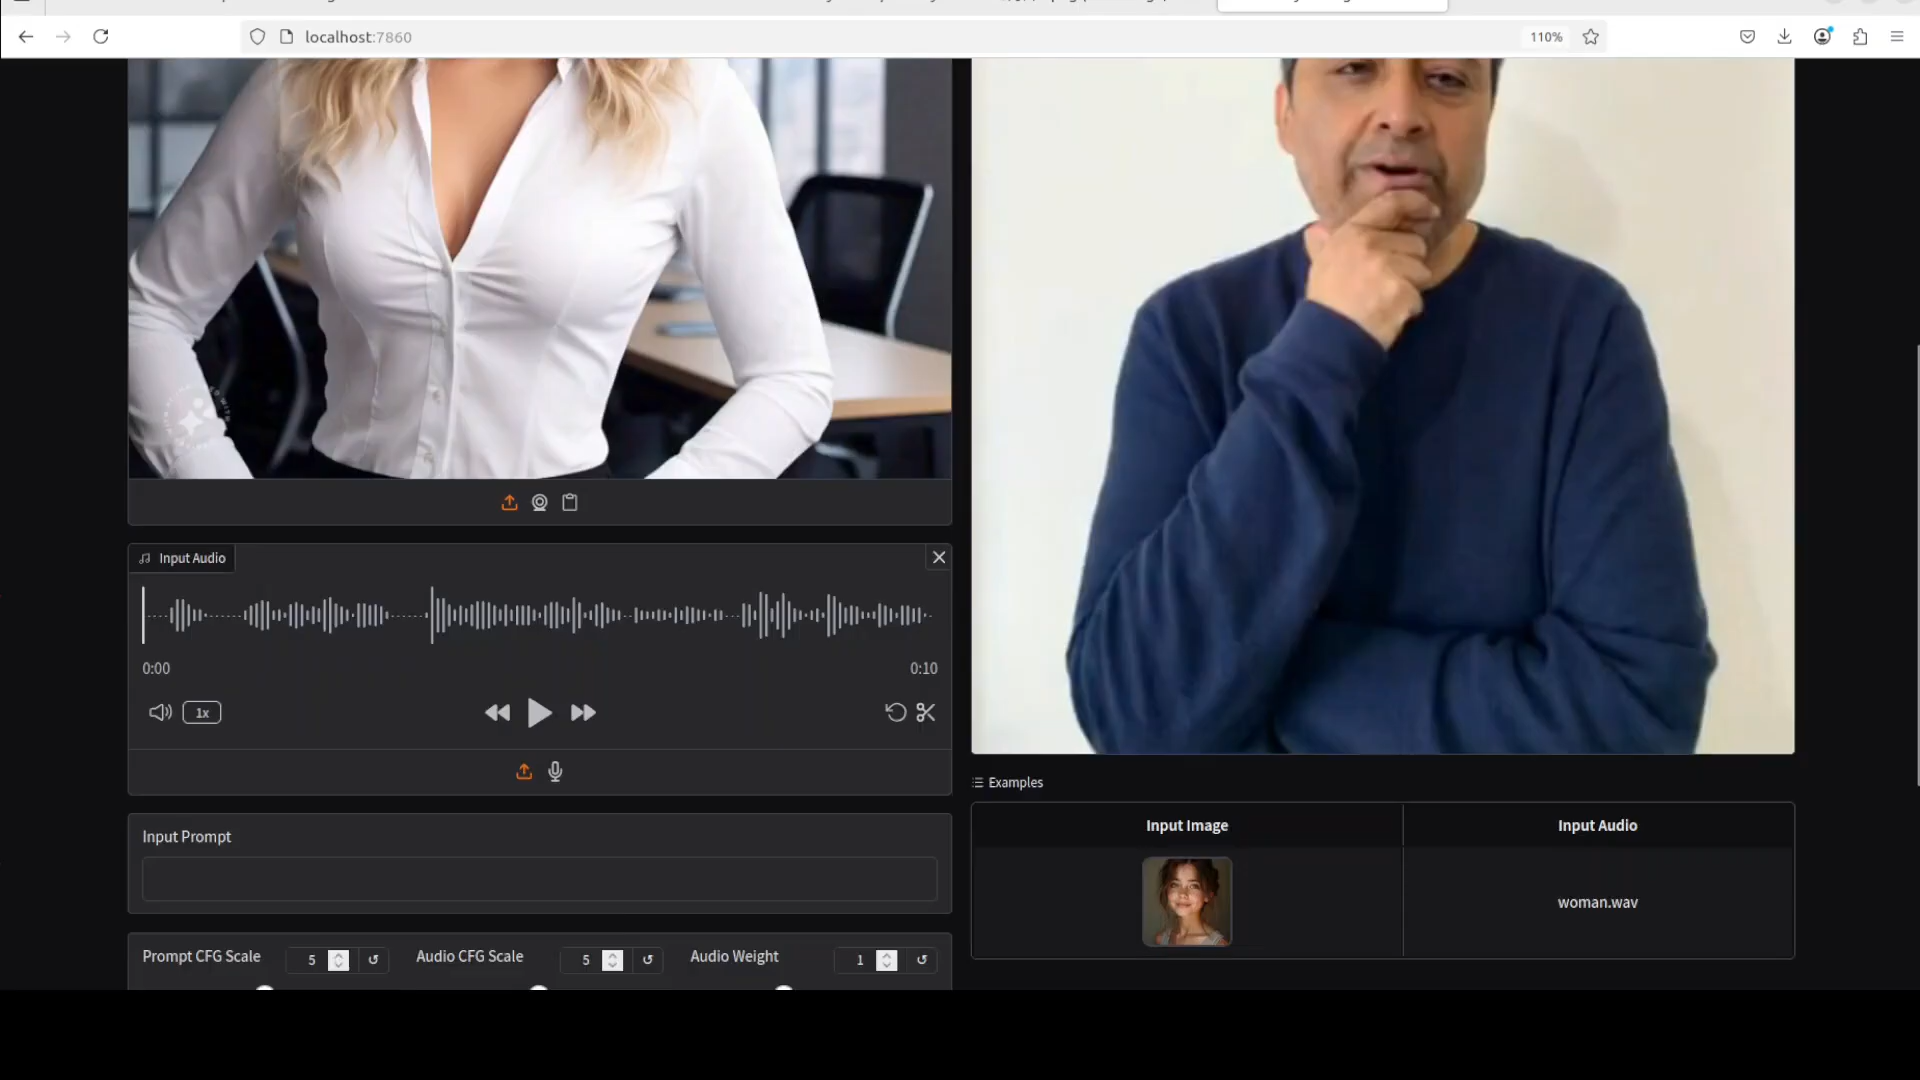 localhost:7860
110%
Input Audio
0:00
0:10
1x
Input Prompt
Prompt CFG Scale
5
Audio CFG Scale
5
Audio Weight
1
Examples
Input Image
Input Audio
woman.wav